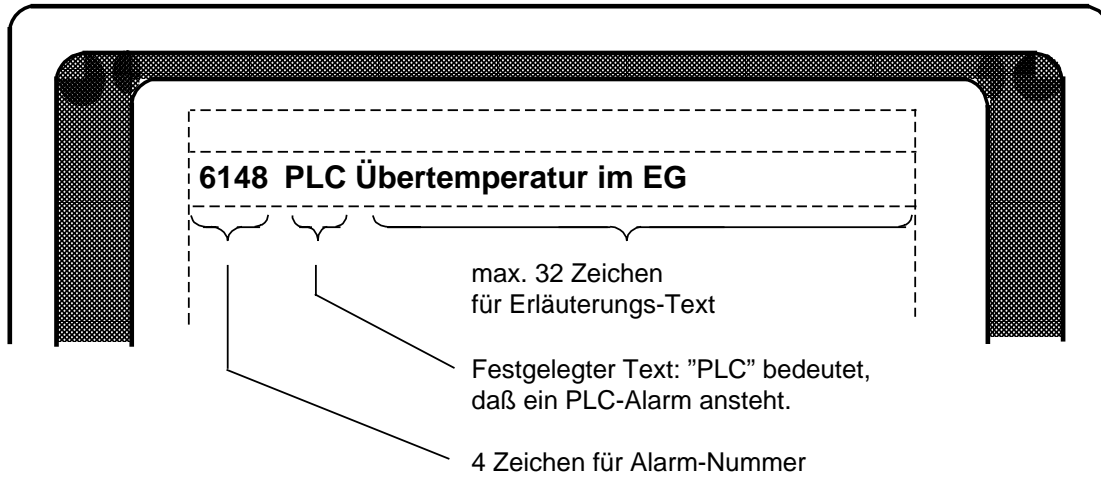 6148 PLC Übertemperatur im EG
max. 32 Zeichen
für Erläuterungs-Text
Festgelegter Text: ”PLC” bedeutet,
daß ein PLC-Alarm ansteht.
4 Zeichen für Alarm-Nummer